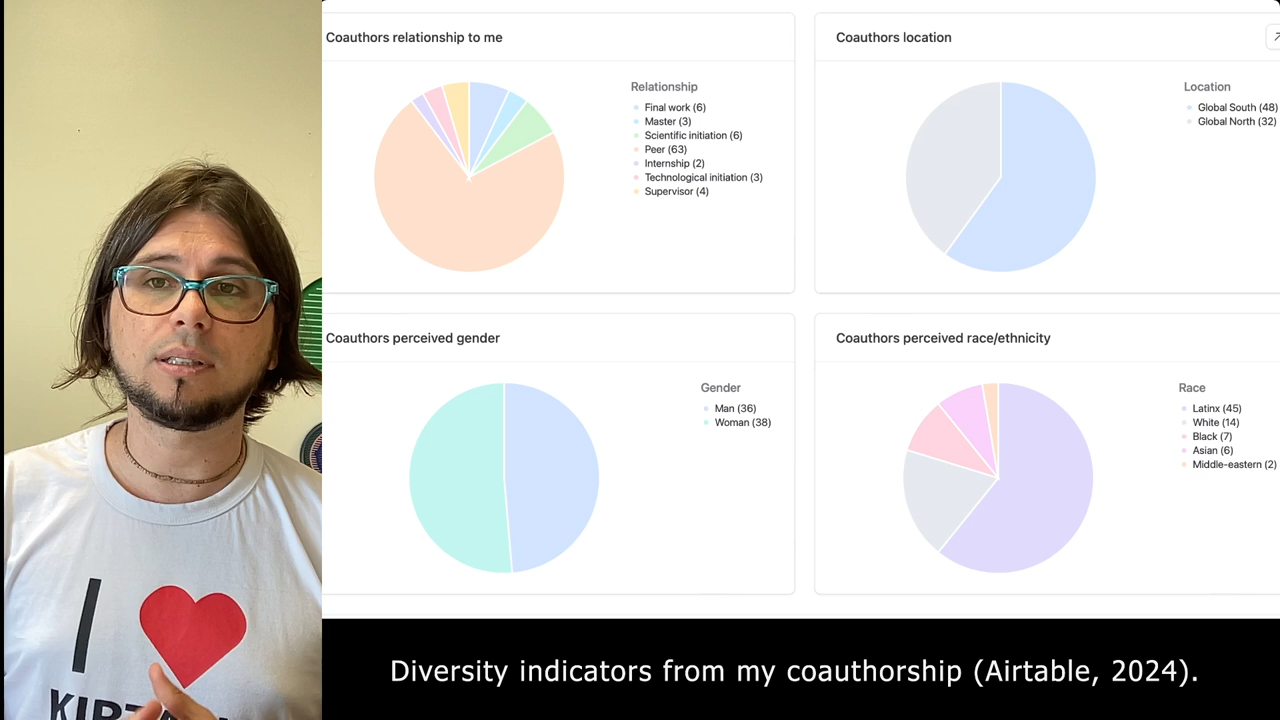 Coauthors relationship to me
Relationship
Final work (6)
Master (3)
Scientific initiation (6)
Peer (63)
Internship (2)
Technological initiation (3)
Supervisor (4)
Coauthors location
Location
Global South (48)
Global North (32)
Coauthors perceived gender
Gender
Man (36)
Woman (38)
Coauthors perceived race/ethnicity
Race
Latinx (45)
White (14)
Black (7)
Asian (6)
Middle-eastern (2)
I
Diversity indicators from my coauthorship (Airtable, 2024).